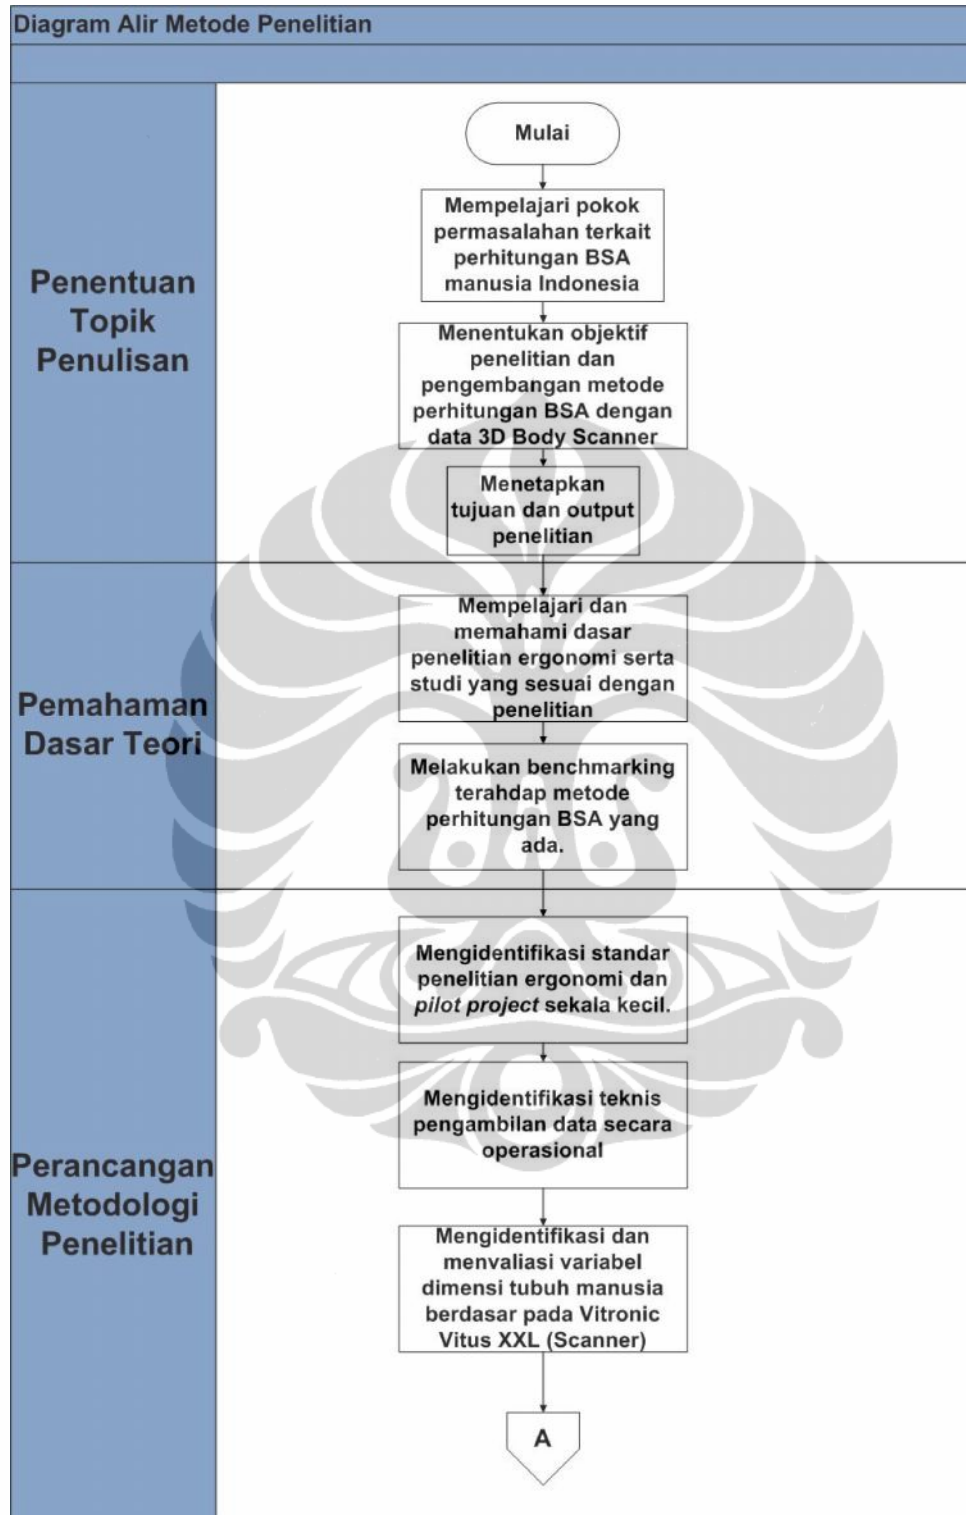 Diagram Alir Metode Penelitian
Penentuan
Topik
Penulisan
Mulai
Mempelajari pokok
permasalahan terkait
perhitungan BSA
manusia Indonesia
Menentukan objektif
penelitian dan
pengembangan metode
perhitungan BSA dengan
data 3D Body Scanner
Menetapkan
tujuan dan output
penelitian
Pemahaman
Dasar Teori
Mempelajari dan
memahami dasar
penelitian ergonomi serta
studi yang sesuai dengan
penelitian
Melakukan benchmarking
terahdap metode
perhitungan BSA yang
ada.
Perancangan
Metodologi
Penelitian
Mengidentifikasi standar
penelitian ergonomi dan
pilot project sekala kecil.
Mengidentifikasi teknis
pengambilan data secara
operasional
Mengidentifikasi dan
menvaliasi variabel
dimensi tubuh manusia
berdasar pada Vitronic
Vitus XXL (Scanner)
A